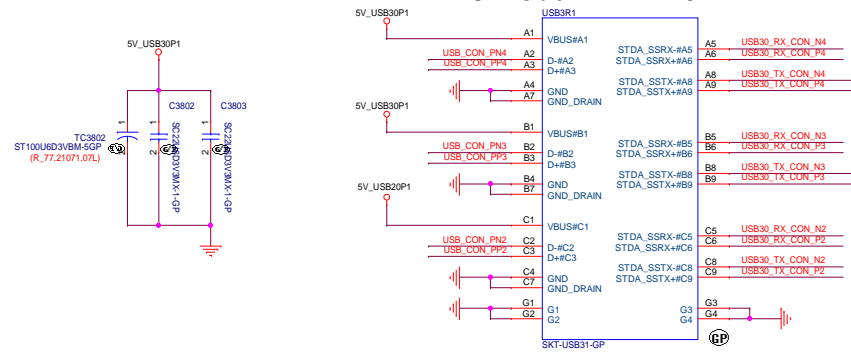 5V_USB30P1
TC3802
ST100U6D3VBM-5GP
(R_77.21071.07L)
1
2
C3802
1
2
SC22U6D3V3MX-1-GP
C3803
1
2
SC22U6D3V3MX-1-GP
USB3R1
5V_USB30P1
A1
VBUS#A1
USB_CON_PN4
A2
D-#A2
USB_CON_PP4
A3
D+#A3
A4
GND
A7
GND_DRAIN
STDA_SSRX-#A5
A5
USB30_RX_CON_N4
STDA_SSRX+#A6
A6
USB30_RX_CON_P4
STDA_SSTX-#A8
A8
USB30_TX_CON_N4
STDA_SSTX+#A9
A9
USB30_TX_CON_P4
5V_USB30P1
B1
VBUS#B1
USB_CON_PN3
B2
D-#B2
USB_CON_PP3
B3
D+#B3
B4
GND
B7
GND_DRAIN
STDA_SSRX-#B5
B5
USB30_RX_CON_N3
STDA_SSRX+#B6
B6
USB30_RX_CON_P3
STDA_SSTX-#B8
B8
USB30_TX_CON_N3
STDA_SSTX+#B9
B9
USB30_TX_CON_P3
5V_USB20P1
C1
VBUS#C1
USB_CON_PN2
C2
D-#C2
USB_CON_PP2
C3
D+#C3
C4
GND
C7
GND_DRAIN
STDA_SSRX-#C5
C5
USB30_RX_CON_N2
STDA_SSRX+#C6
C6
USB30_RX_CON_P2
STDA_SSTX-#C8
C8
USB30_TX_CON_N2
STDA_SSTX+#C9
C9
USB30_TX_CON_P2
G1
G1
G2
G2
G3
G3
G4
G4
SKT-USB31-GP
GP